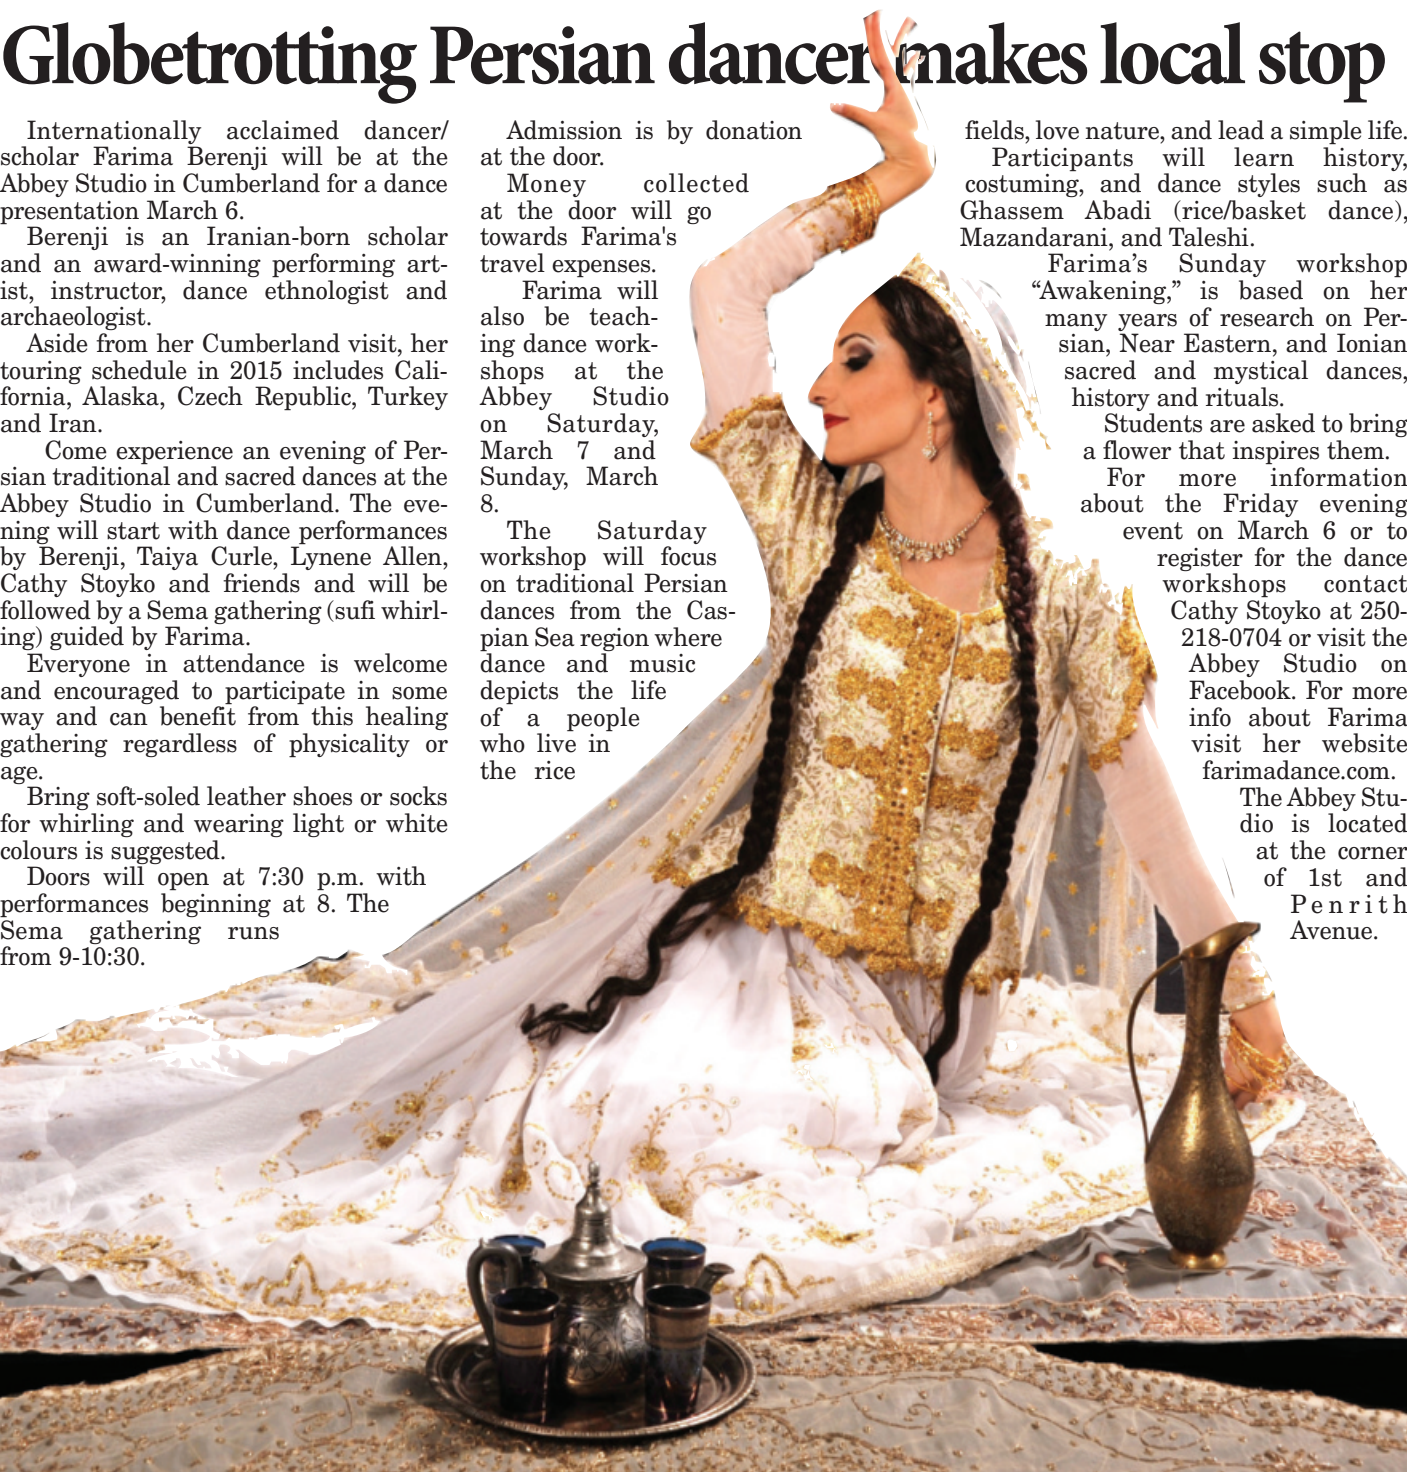 Globetrotting Persian dancer makes local stop
Internationally acclaimed dancer/
scholar Farima Berenji will be at the
Abbey Studio in Cumberland for a dance
presentation March 6.
Berenji is an Iranian-born scholar
and an award-winning performing art-
ist, instructor, dance ethnologist and
archaeologist.
Aside from her Cumberland visit, her
touring schedule in 2015 includes Cali-
fornia, Alaska, Czech Republic, Turkey
and Iran.
Come experience an evening of Per-
sian traditional and sacred dances at the
Abbey Studio in Cumberland. The eve-
ning will start with dance performances
by Berenji, Taiya Curle, Lynene Allen,
Cathy Stoyko and friends and will be
followed by a Sema gathering (sufi whirl-
ing) guided by Farima.
Everyone in attendance is welcome
and encouraged to participate in some
way and can benefit from this healing
gathering regardless of physicality or
age.
Bring soft-soled leather shoes or socks
for whirling and wearing light or white
colours is suggested.
Doors will open at 7:30 p.m. with
performances beginning at 8. The
Sema gathering runs
from 9-10:30.
Admission is by donation
at the door.
Money collected
at the door will go
towards Farima's
travel expenses.
Farima will
also be teach-
ing dance work-
shops at the
Abbey Studio
on Saturday,
March 7 and
Sunday, March
8.
The Saturday
workshop will focus
on traditional Persian
dances from the Cas-
pian Sea region where
dance and music
depicts the life
of a people
who live in
the rice
fields, love nature, and lead a simple life.
Participants will learn history,
costuming, and dance styles such as
Ghassem Abadi (rice/basket dance),
Mazandarani, and Taleshi.
Farima’s Sunday workshop
“Awakening,” is based on her
many years of research on Per-
sian, Near Eastern, and Ionian
sacred and mystical dances,
history and rituals.
Students are asked to bring
a flower that inspires them.
For more information
about the Friday evening
event on March 6 or to
register for the dance
workshops contact
Cathy Stoyko at 250-
218-0704 or visit the
Abbey Studio on
Facebook. For more
info about Farima
visit her website
farimadance.com.
The Abbey Stu-
dio is located
at the corner
of 1st and
Penrith
Avenue.